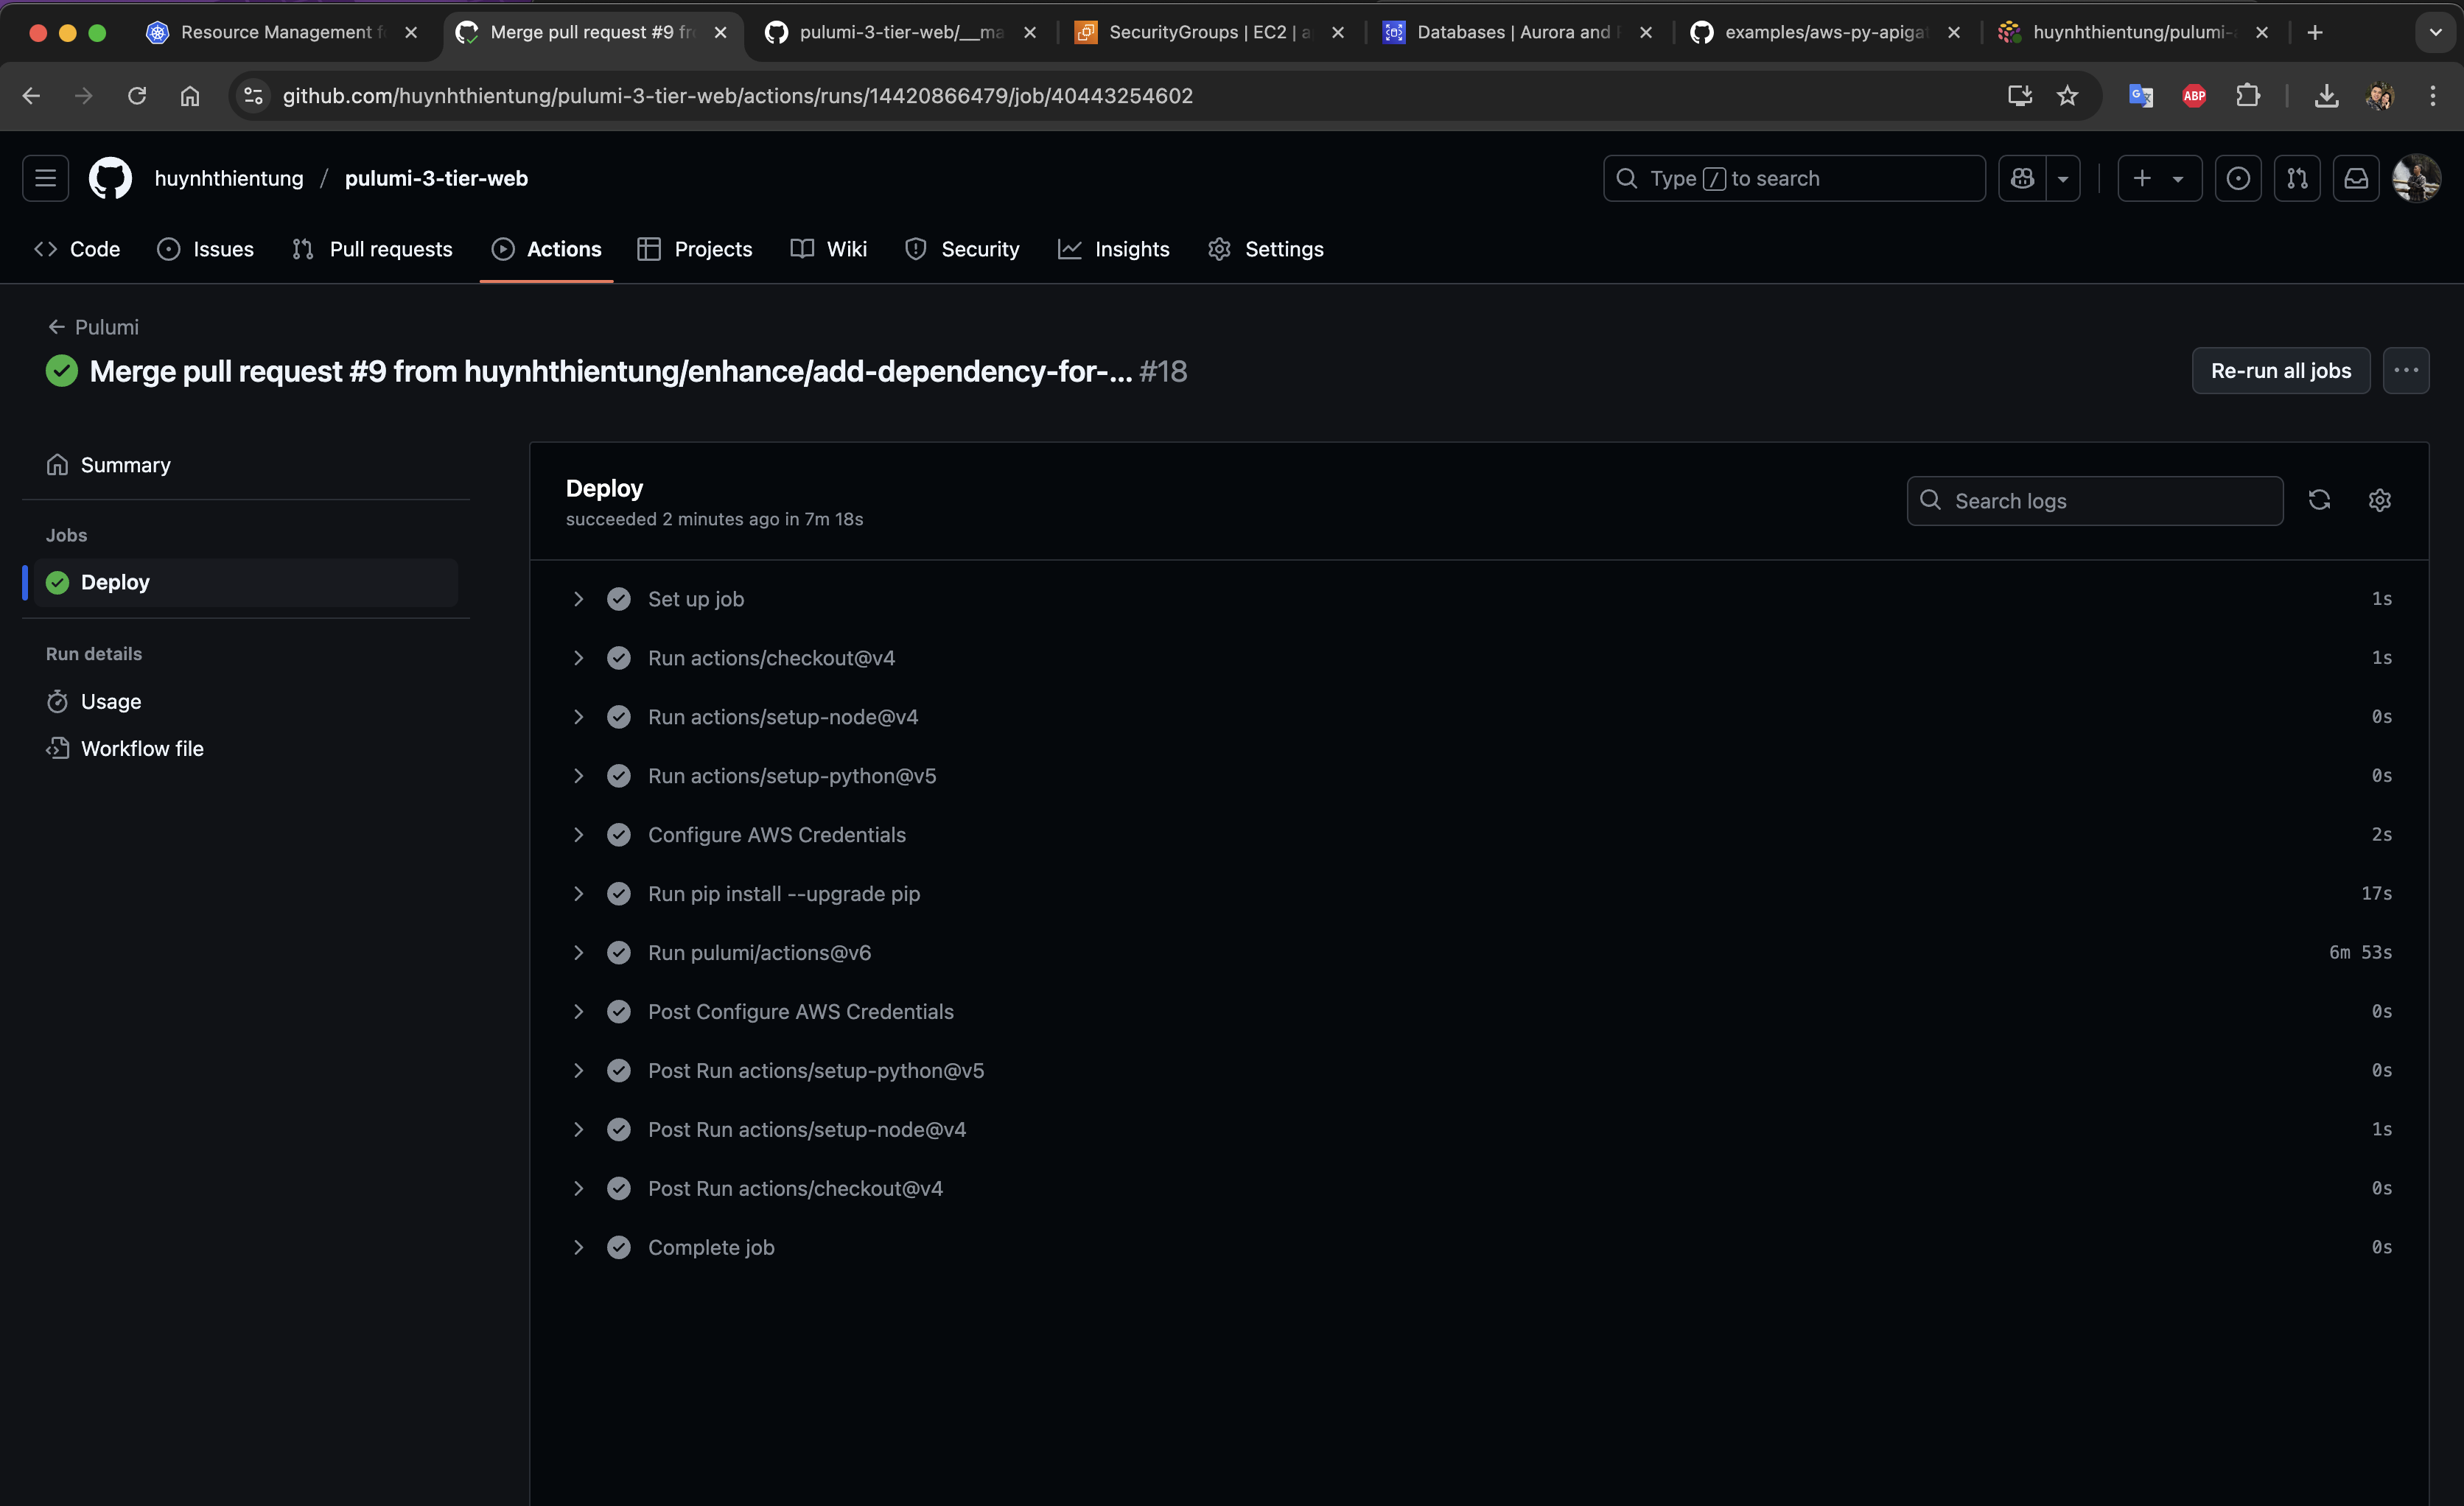 Resource Management f
Merge pull request #9 fr
pulumi-3-tier-web/__ma
SecurityGroups | EC2 | a
Databases | Aurora and
examples/aws-py-apiga
huynhthientung/pulumi-
github.com/huynhthientung/pulumi-3-tier-web/actions/runs/14420866479/job/40443254602
ABP
huynhthientung / pulumi-3-tier-web
Type / to search
Code
Issues
Pull requests
Actions
Projects
Wiki
Security
Insights
Settings
Pulumi
Merge pull request #9 from huynhthientung/enhance/add-dependency-for-... #18
Re-run all jobs
Summary
Jobs
Deploy
Run details
Usage
Workflow file
Deploy
succeeded 2 minutes ago in 7m 18s
Search logs
Set up job 1s
Run actions/checkout@v4 1s
Run actions/setup-node@v4 0s
Run actions/setup-python@v5 0s
Configure AWS Credentials 2s
Run pip install --upgrade pip 17s
Run pulumi/actions@v6 6m 53s
Post Configure AWS Credentials 0s
Post Run actions/setup-python@v5 0s
Post Run actions/setup-node@v4 1s
Post Run actions/checkout@v4 0s
Complete job 0s